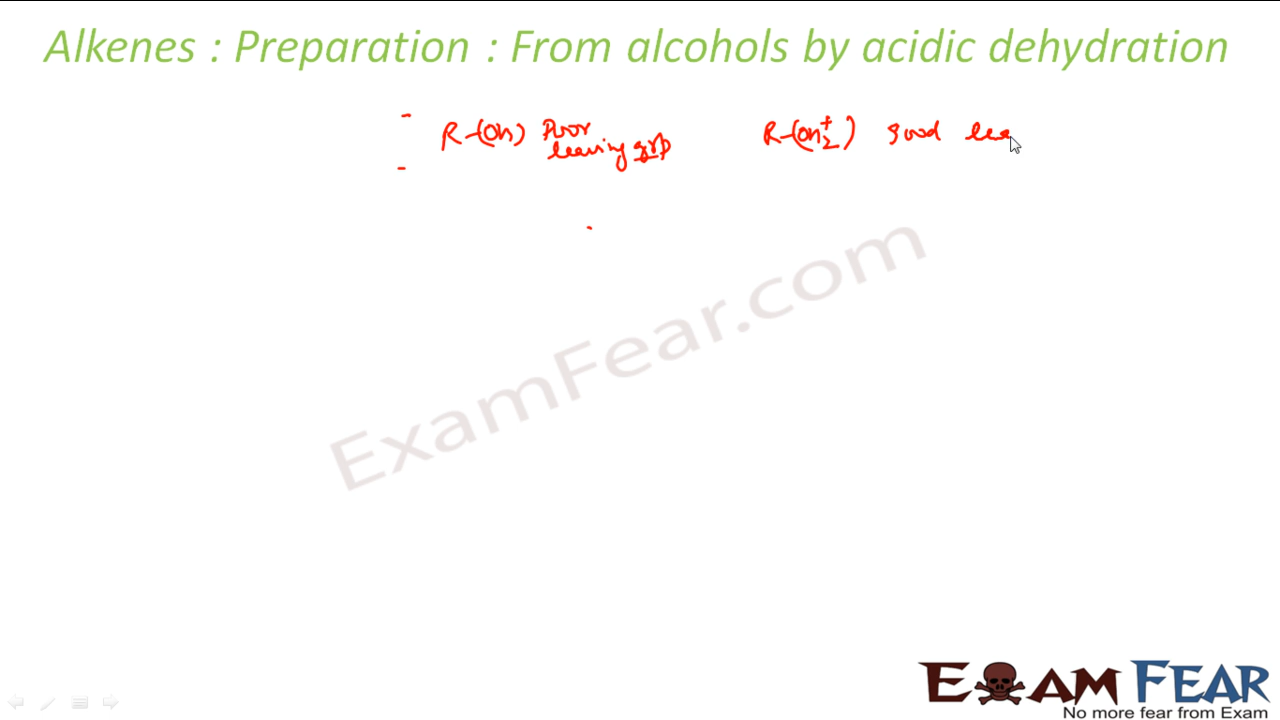 Alkenes : Preparation : From alcohols by acidic dehydration
R-(OH) Poor leaving grp
R-(OH2+) good lea
ExamFear.com
EXAM FEAR
No more fear from Exam